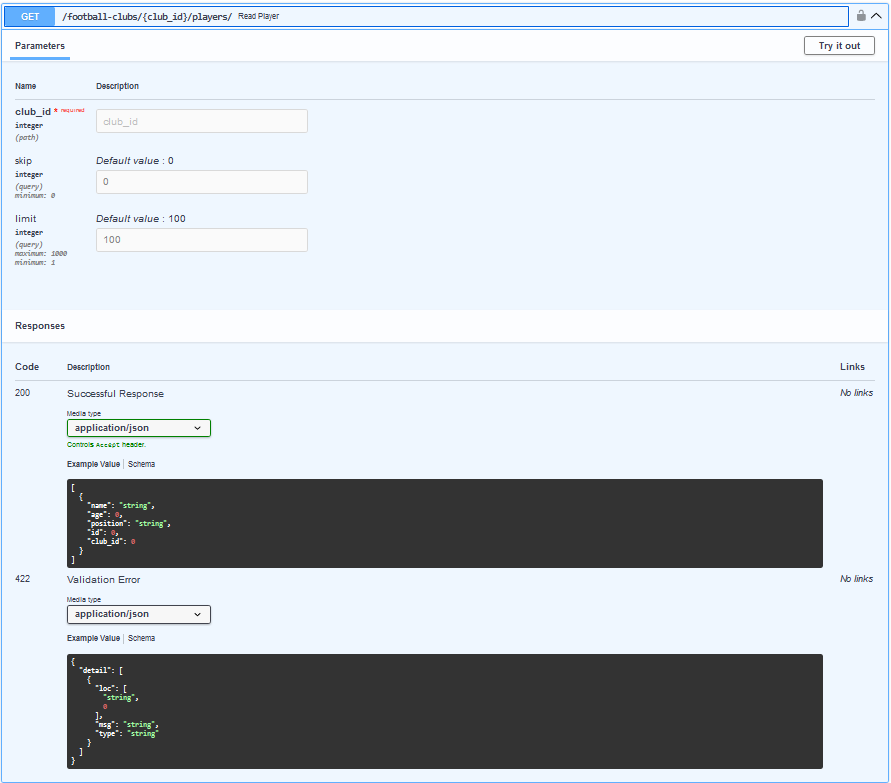 GET /football-clubs/{club_id}/players/ Read Player
Parameters
Try it out
Name Description
club_id * required
integer
(path)
club_id
skip
integer
(query)
minimum: 0
Default value : 0
0
limit
integer
(query)
maximum: 1000
minimum: 1
Default value : 100
100
Responses
Code Description Links
200 Successful Response No links
Media type
application/json
Controls Accept header.
Example Value | Schema
[
  {
    "name": "string",
    "age": 0,
    "position": "string",
    "id": 0,
    "club_id": 0
  }
]
422 Validation Error No links
Media type
application/json
Example Value | Schema
{
  "detail": [
    {
      "loc": [
        "string",
        0
      ],
      "msg": "string",
      "type": "string"
    }
  ]
}